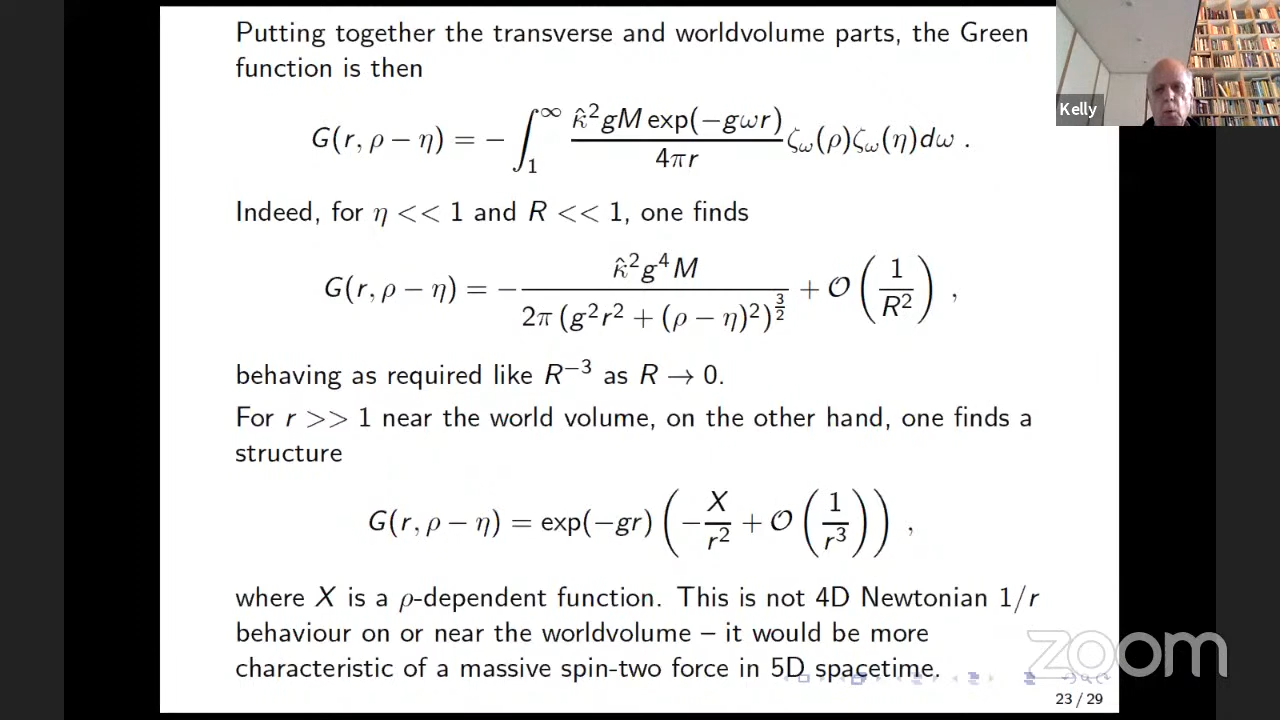 Putting together the transverse and worldvolume parts, the Green
function is then
G(r, ρ − η) = − ∫₁^∞ (κ̂²gM exp(−gωr) / 4πr) ζ_ω(ρ)ζ_ω(η)dω .
Indeed, for η << 1 and R << 1, one finds
G(r, ρ − η) = − κ̂²g⁴M / (2π (g²r² + (ρ − η)²)^(3/2)) + O(1/R²) ,
behaving as required like R⁻³ as R → 0.
For r >> 1 near the world volume, on the other hand, one finds a
structure
G(r, ρ − η) = exp(−gr) (−X/r² + O(1/r³)) ,
where X is a ρ-dependent function. This is not 4D Newtonian 1/r
behaviour on or near the worldvolume – it would be more
characteristic of a massive spin-two force in 5D spacetime.
23 / 29
Kelly
zoom